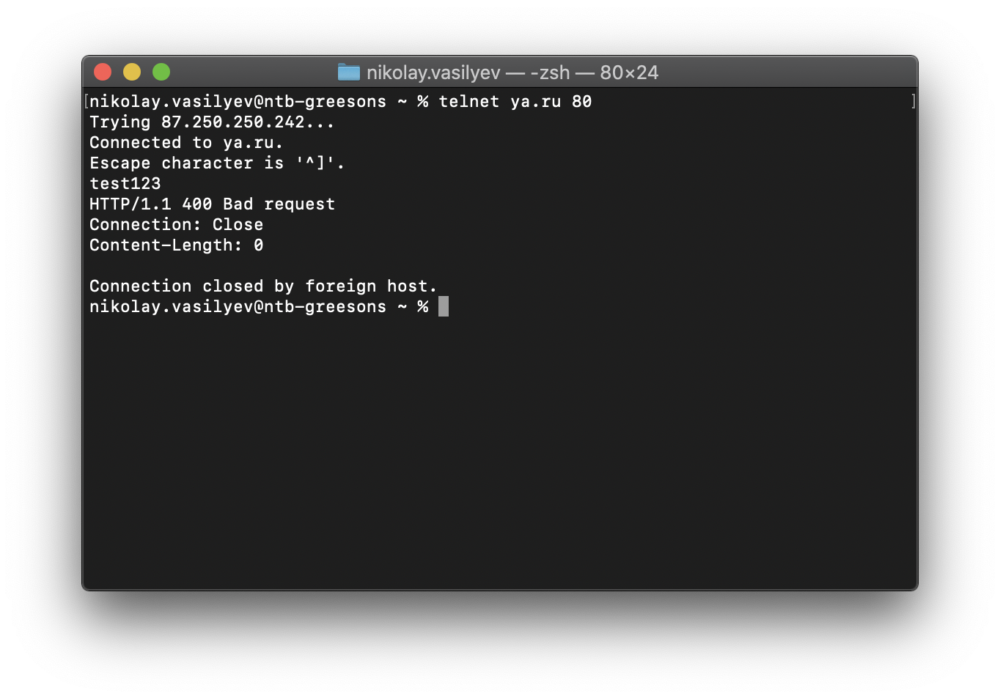 nikolay.vasilyev — -zsh — 80×24
[nikolay.vasilyev@ntb-greesons ~ % telnet ya.ru 80 ]
Trying 87.250.250.242...
Connected to ya.ru.
Escape character is '^]'.
test123
HTTP/1.1 400 Bad request
Connection: Close
Content-Length: 0
Connection closed by foreign host.
nikolay.vasilyev@ntb-greesons ~ %